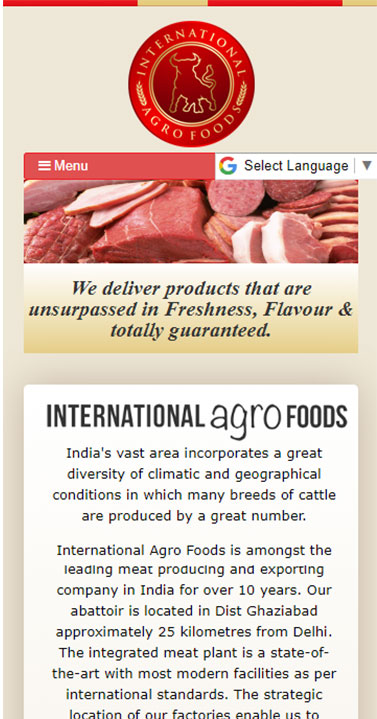 INTERNATIONAL
AGRO FOODS
Menu
Select Language
We deliver products that are
unsurpassed in Freshness, Flavour &
totally guaranteed.
INTERNATIONAL agro FOODS
India's vast area incorporates a great
diversity of climatic and geographical
conditions in which many breeds of cattle
are produced by a great number.
International Agro Foods is amongst the
leading meat producing and exporting
company in India for over 10 years. Our
abattoir is located in Dist Ghaziabad
approximately 25 kilometres from Delhi.
The integrated meat plant is a state-of-
the-art with most modern facilities as per
international standards. The strategic
location of our factories enable us to